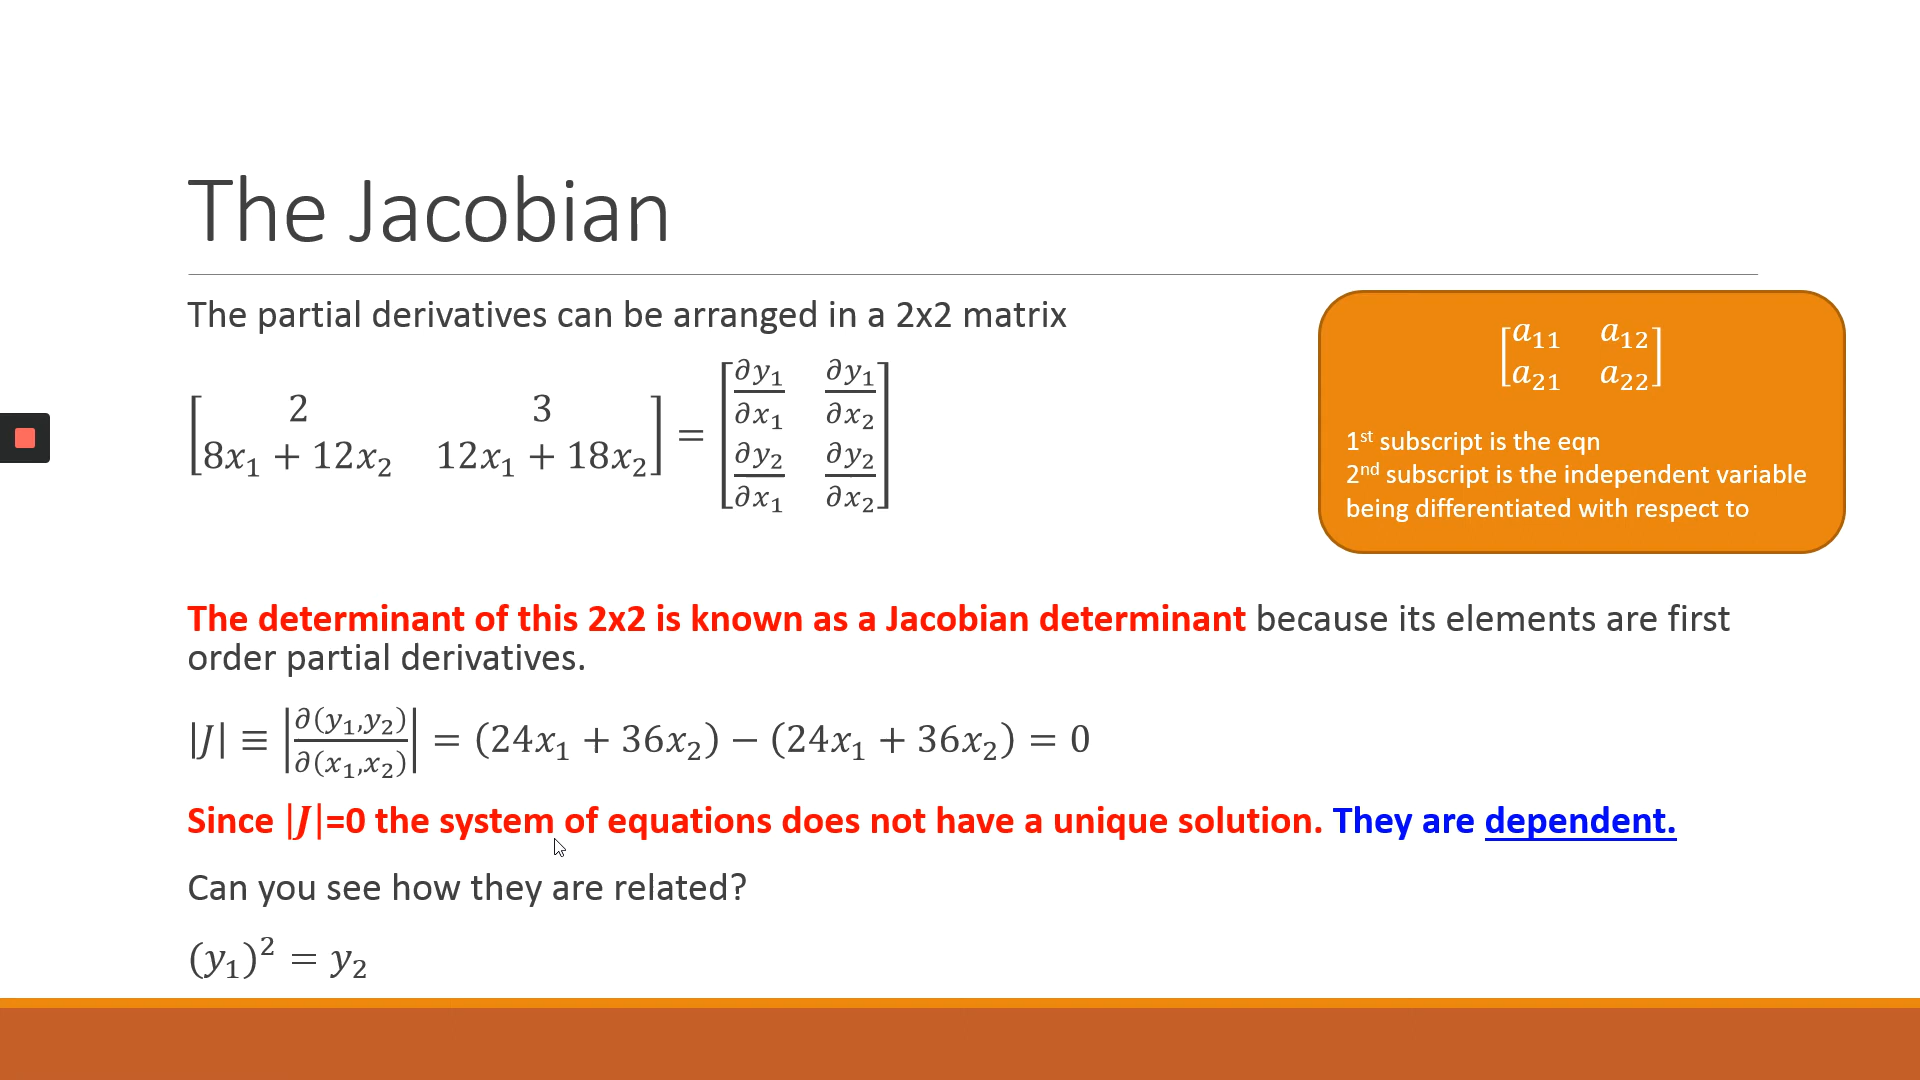 The Jacobian
The partial derivatives can be arranged in a 2x2 matrix
[2 3
8x₁ + 12x₂ 12x₁ + 18x₂] = [∂y₁/∂x₁ ∂y₁/∂x₂
∂y₂/∂x₁ ∂y₂/∂x₂]
[a₁₁ a₁₂
a₂₁ a₂₂]
1ˢᵗ subscript is the eqn
2ⁿᵈ subscript is the independent variable
being differentiated with respect to
The determinant of this 2x2 is known as a Jacobian determinant because its elements are first
order partial derivatives.
|J| ≡ |∂(y₁,y₂)/∂(x₁,x₂)| = (24x₁ + 36x₂) − (24x₁ + 36x₂) = 0
Since |J|=0 the system of equations does not have a unique solution. They are dependent.
Can you see how they are related?
(y₁)² = y₂